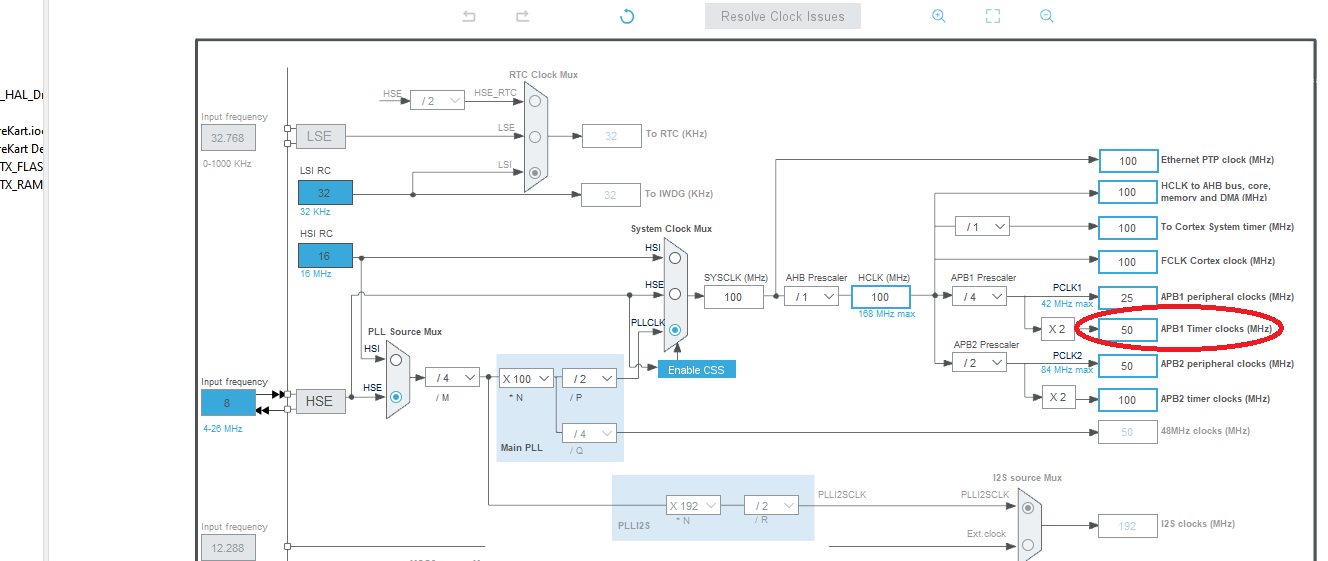 Resolve Clock Issues
_HAL_Dr
reKart.ioc
reKart De
TX_FLAS
TX_RAM
RTC Clock Mux
HSE
/ 2
HSE_RTC
Input frequency
32.768
0-1000 KHz
LSE
LSE
32
To RTC (KHz)
LSI RC
32
32 KHz
LSI
32
To IWDG (KHz)
HSI RC
16
16 MHz
System Clock Mux
HSI
HSE
PLLCLK
Enable CSS
SYSCLK (MHz)
100
AHB Prescaler
/ 1
HCLK (MHz)
100
168 MHz max
100
Ethernet PTP clock (MHz)
100
HCLK to AHB bus, core,
memory and DMA (MHz)
/ 1
100
To Cortex System timer (MHz)
100
FCLK Cortex clock (MHz)
APB1 Prescaler
/ 4
PCLK1
42 MHz max
25
APB1 peripheral clocks (MHz)
X 2
50
APB1 Timer clocks (MHz)
APB2 Prescaler
/ 2
PCLK2
84 MHz max
50
APB2 peripheral clocks (MHz)
X 2
100
APB2 timer clocks (MHz)
50
48MHz clocks (MHz)
PLL Source Mux
HSI
HSE
Input frequency
8
4-26 MHz
HSE
/ 4
/ M
X 100
* N
/ 2
/ P
/ 4
/ Q
Main PLL
X 192
* N
/ 2
/ R
PLLI2S
PLLI2SCLK
I2S source Mux
PLLI2SCLK
Ext.clock
192
I2S clocks (MHz)
Input frequency
12.288